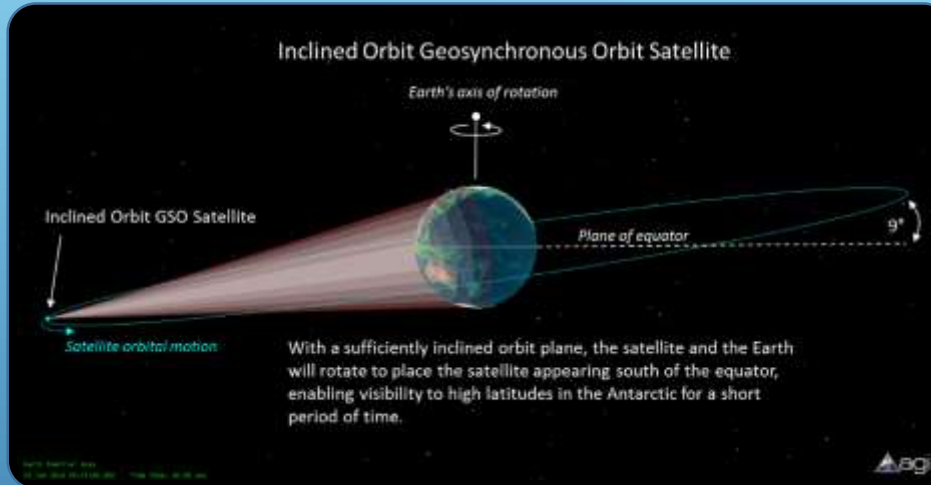 Inclined Orbit Geosynchronous Orbit Satellite
Earth's axis of rotation
Inclined Orbit GSO Satellite
9°
Plane of equator
Satellite orbital motion
With a sufficiently inclined orbit plane, the satellite and the Earth
will rotate to place the satellite appearing south of the equator,
enabling visibility to high latitudes in the Antarctic for a short
period of time.
agi